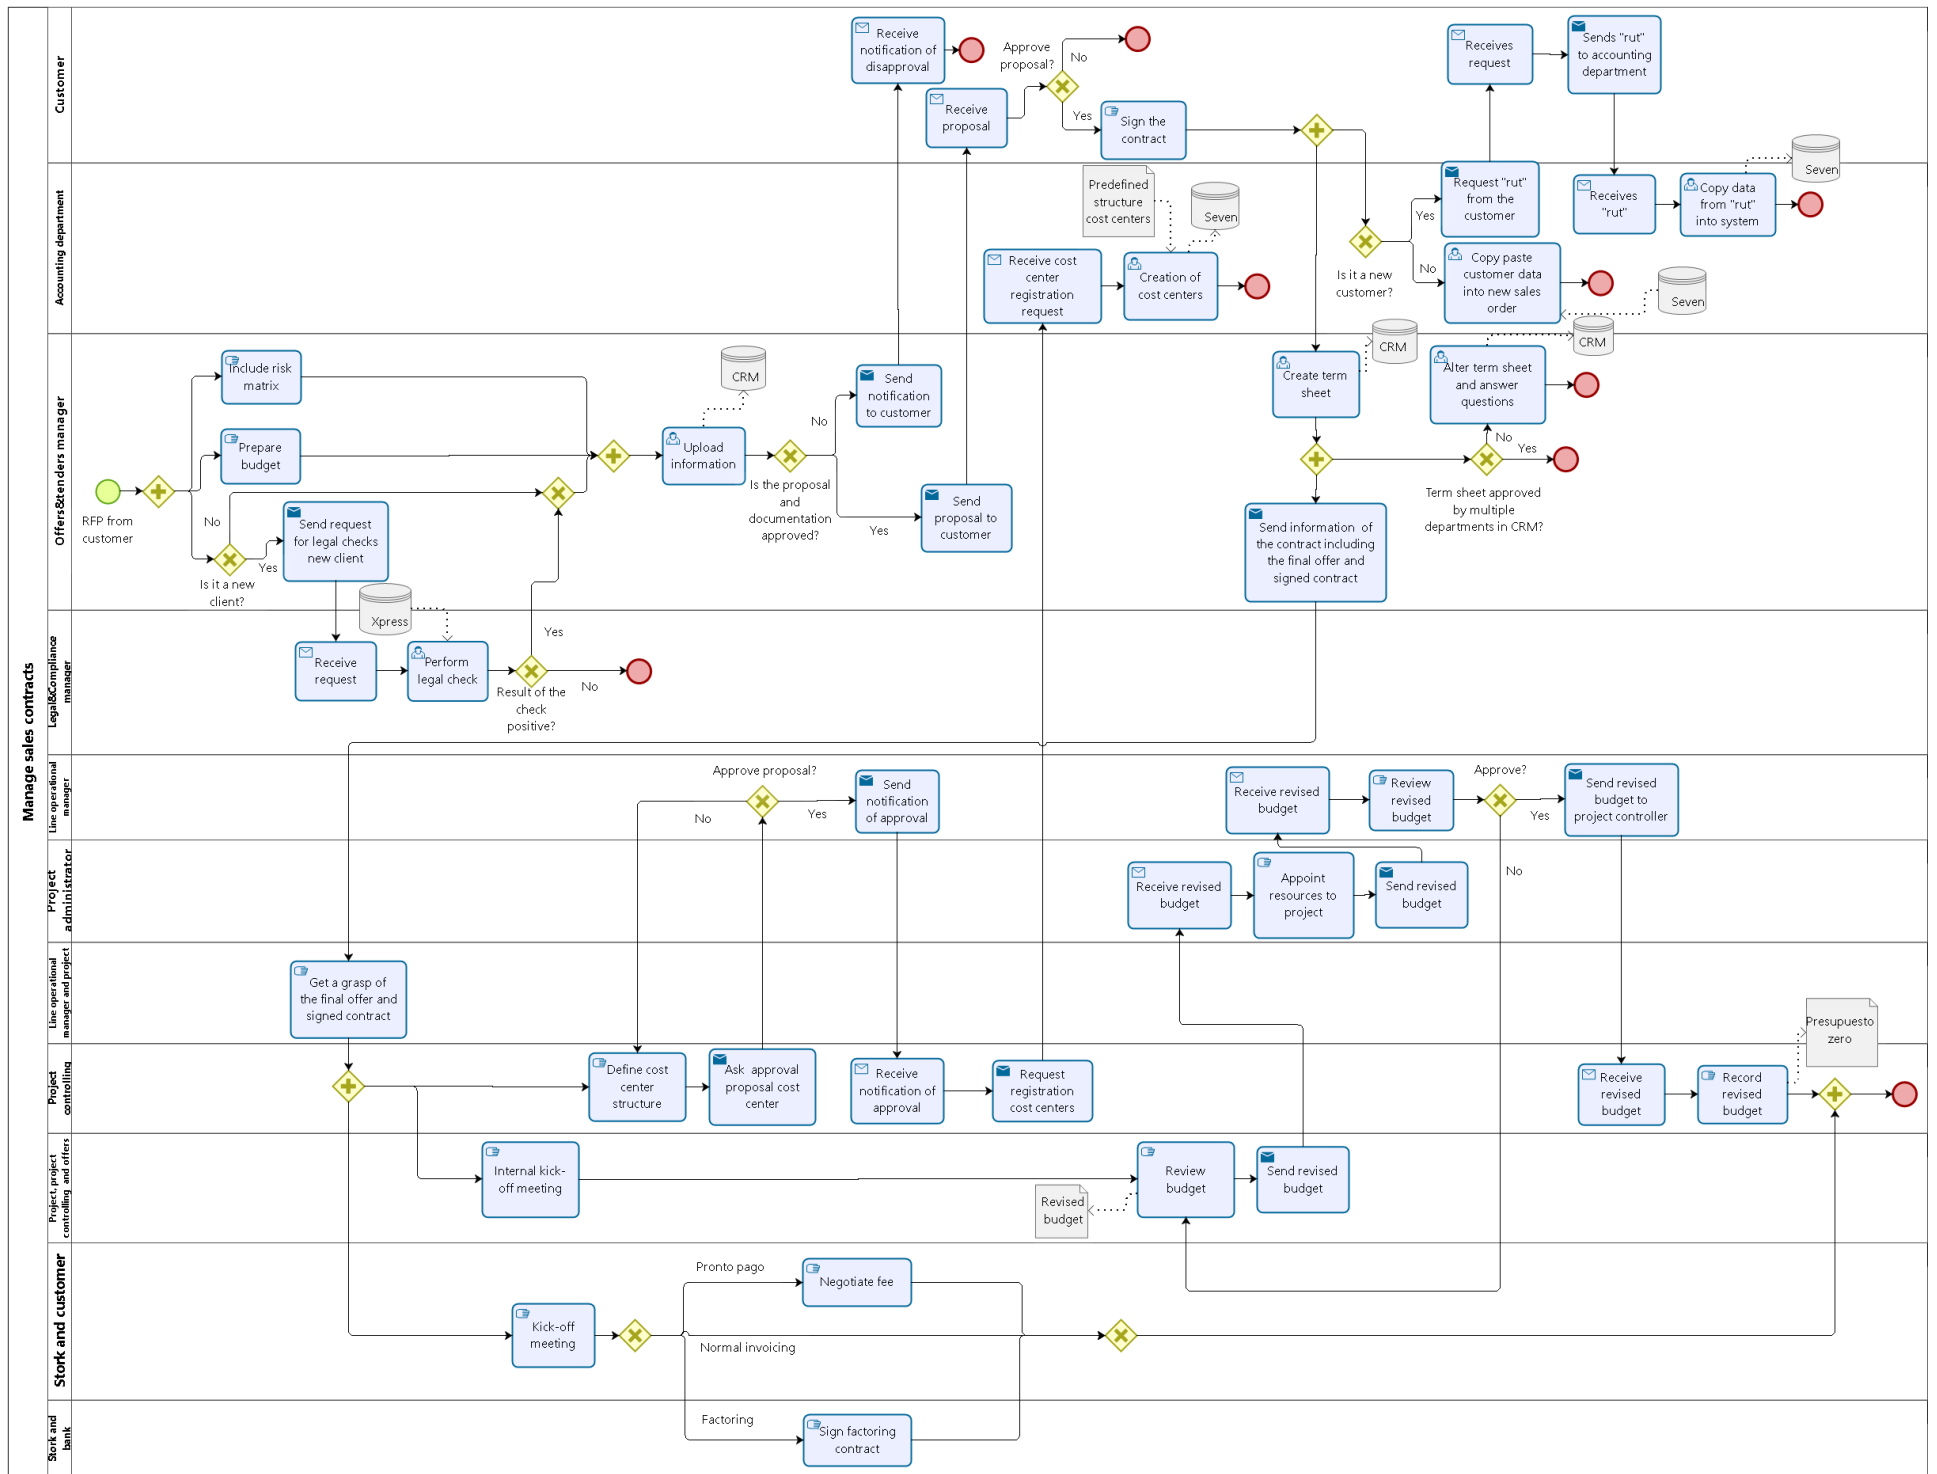 Manage sales contracts
Customer
Receive
notification of
disapproval
Approve
proposal?
No
Yes
Receive
proposal
Sign the
contract
Receives
request
Sends "rut"
to accounting
department
Accounting department
Predefined
structure
cost centers
Seven
Receive cost
center
registration
request
Creation of
cost centers
Is it a new
customer?
Yes
No
Request "rut"
from the
customer
Receives
"rut"
Copy data
from "rut"
into system
Seven
Copy paste
customer data
into new sales
order
Seven
Offers&tenders manager
RFP from
customer
Include risk
matrix
Prepare
budget
No
Yes
Is it a new
client?
Send request
for legal checks
new client
Upload
information
CRM
Is the proposal
and
documentation
approved?
No
Yes
Send
notification
to customer
Send
proposal to
customer
Create term
sheet
CRM
Alter term sheet
and answer
questions
CRM
No
Yes
Term sheet approved
by multiple
departments in CRM?
Send information of
the contract including
the final offer and
signed contract
Legal&Compliance
manager
Xpress
Receive
request
Perform
legal check
Yes
No
Result of the
check
positive?
Line operational
manager
Approve proposal?
No
Yes
Send
notification
of approval
Receive revised
budget
Review
revised
budget
Approve?
Yes
No
Send revised
budget to
project controller
Project
administrator
Receive revised
budget
Appoint
resources to
project
Send revised
budget
Line operational
manager and project
Get a grasp of
the final offer and
signed contract
Project
controlling
Define cost
center
structure
Ask approval
proposal cost
center
Receive
notification of
approval
Request
registration
cost centers
Receive
revised
budget
Record
revised
budget
Presupuesto
zero
Project, project
controlling and offers
Internal kick-
off meeting
Revised
budget
Review
budget
Send revised
budget
Stork and customer
Kick-off
meeting
Pronto pago
Negotiate fee
Normal invoicing
Stork and
bank
Factoring
Sign factoring
contract